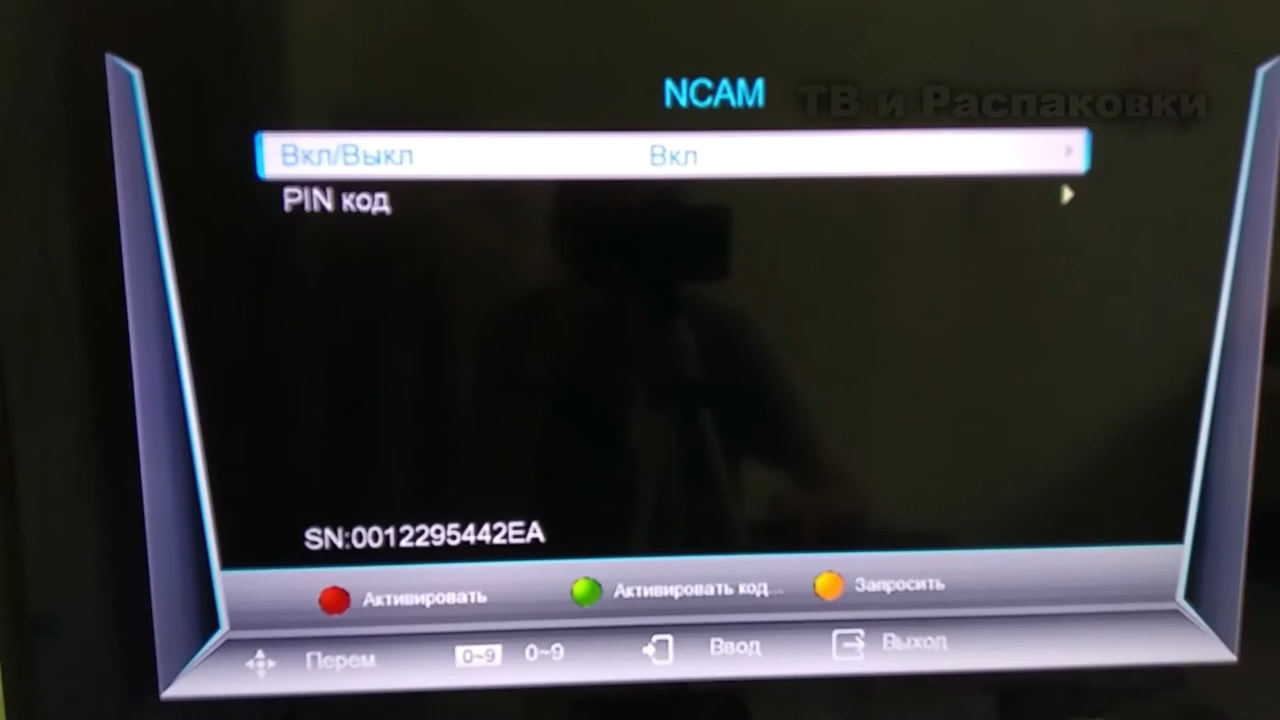 NCAM
ТВ и Распаковки
Вкл/Выкл Вкл
PIN код
SN:0012295442EA
Активировать Активировать код... Запросить
Перем 0~9 0~9 Ввод Выход